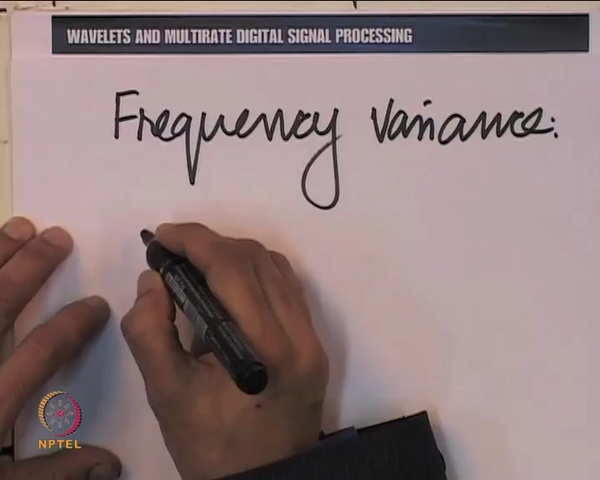 WAVELETS AND MULTIRATE DIGITAL SIGNAL PROCESSING
Frequency Variance:
NPTEL